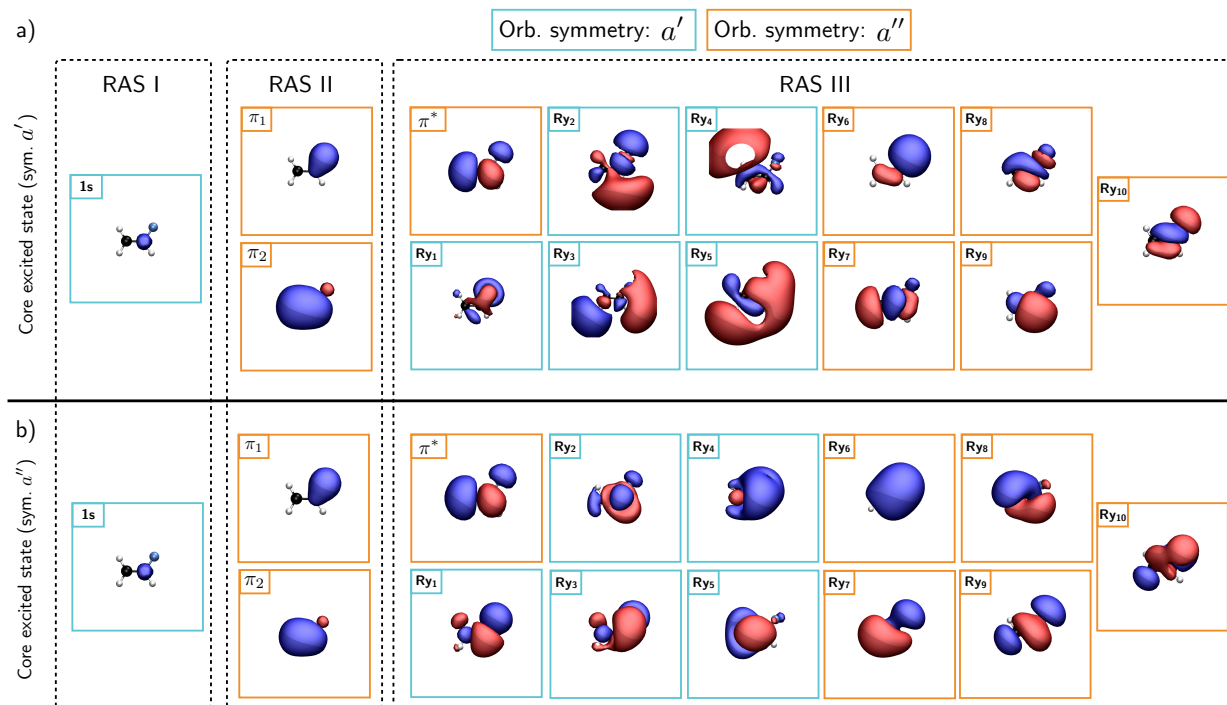 a)
Orb. symmetry: a′
Orb. symmetry: a′′
RAS I
RAS II
RAS III
Core excited state (sym. a′)
1s
π₁
π₂
π*
Ry₂
Ry₄
Ry₆
Ry₈
Ry₁₀
Ry₁
Ry₃
Ry₅
Ry₇
Ry₉
b)
Core excited state (sym. a′′)
1s
π₁
π₂
π*
Ry₂
Ry₄
Ry₆
Ry₈
Ry₁₀
Ry₁
Ry₃
Ry₅
Ry₇
Ry₉